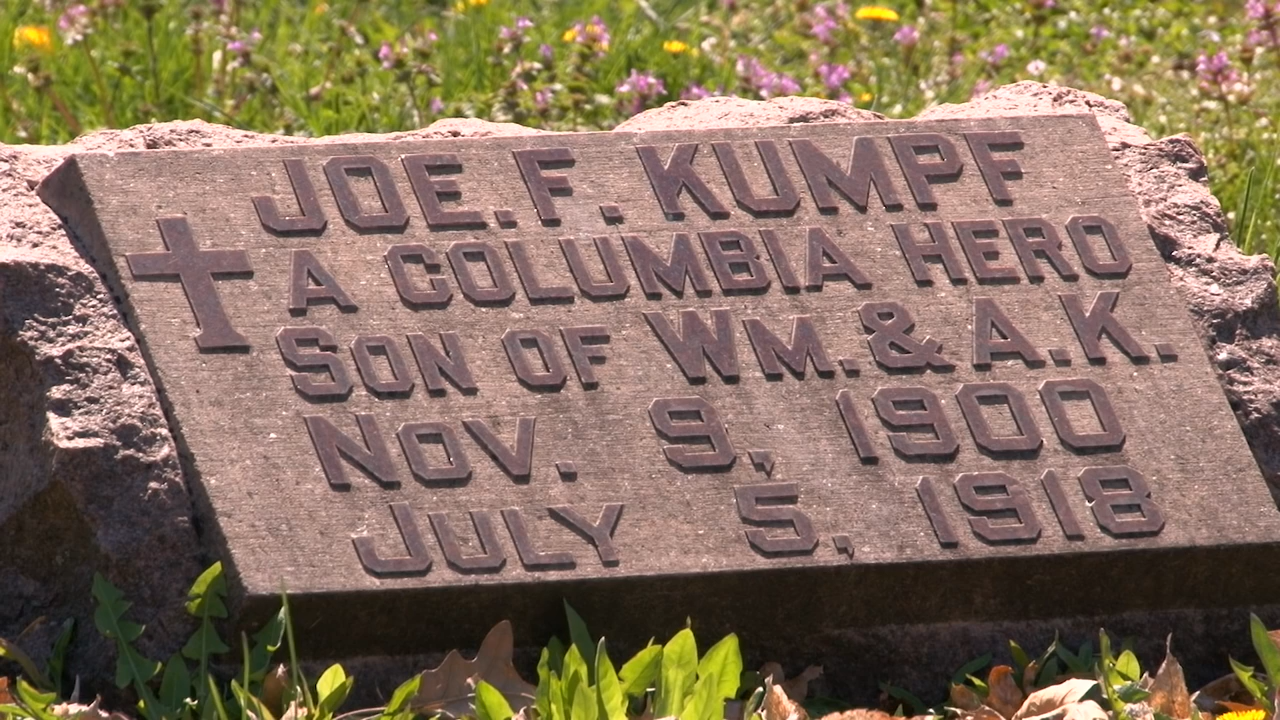 JOE. F. KUMPF
A COLUMBIA HERO
SON OF WM. & A.K.
NOV. 9, 1900
JULY 5, 1918